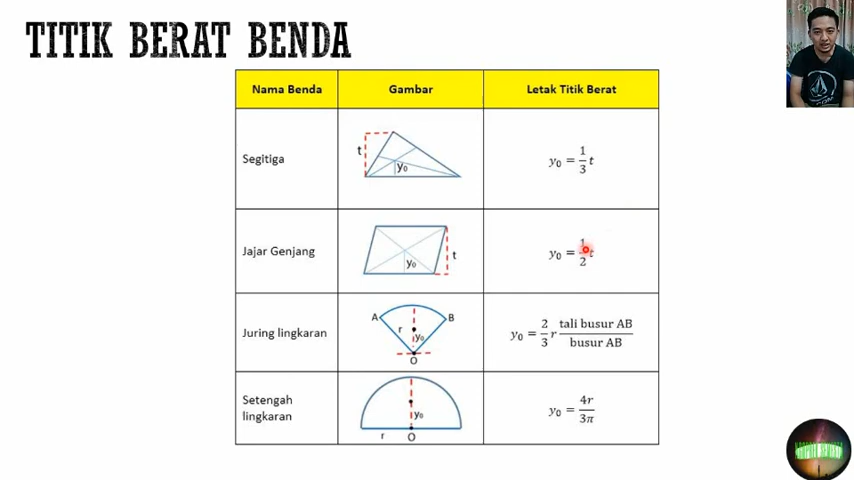 TITIK BERAT BENDA
Nama Benda
Gambar
Letak Titik Berat
Segitiga
t
y₀
y₀ = 1/3 t
Jajar Genjang
y₀
t
y₀ = 1/2 t
Juring lingkaran
A
B
r
y₀
O
y₀ = 2/3 r tali busur AB / busur AB
Setengah
lingkaran
y₀
r
O
y₀ = 4r/3π